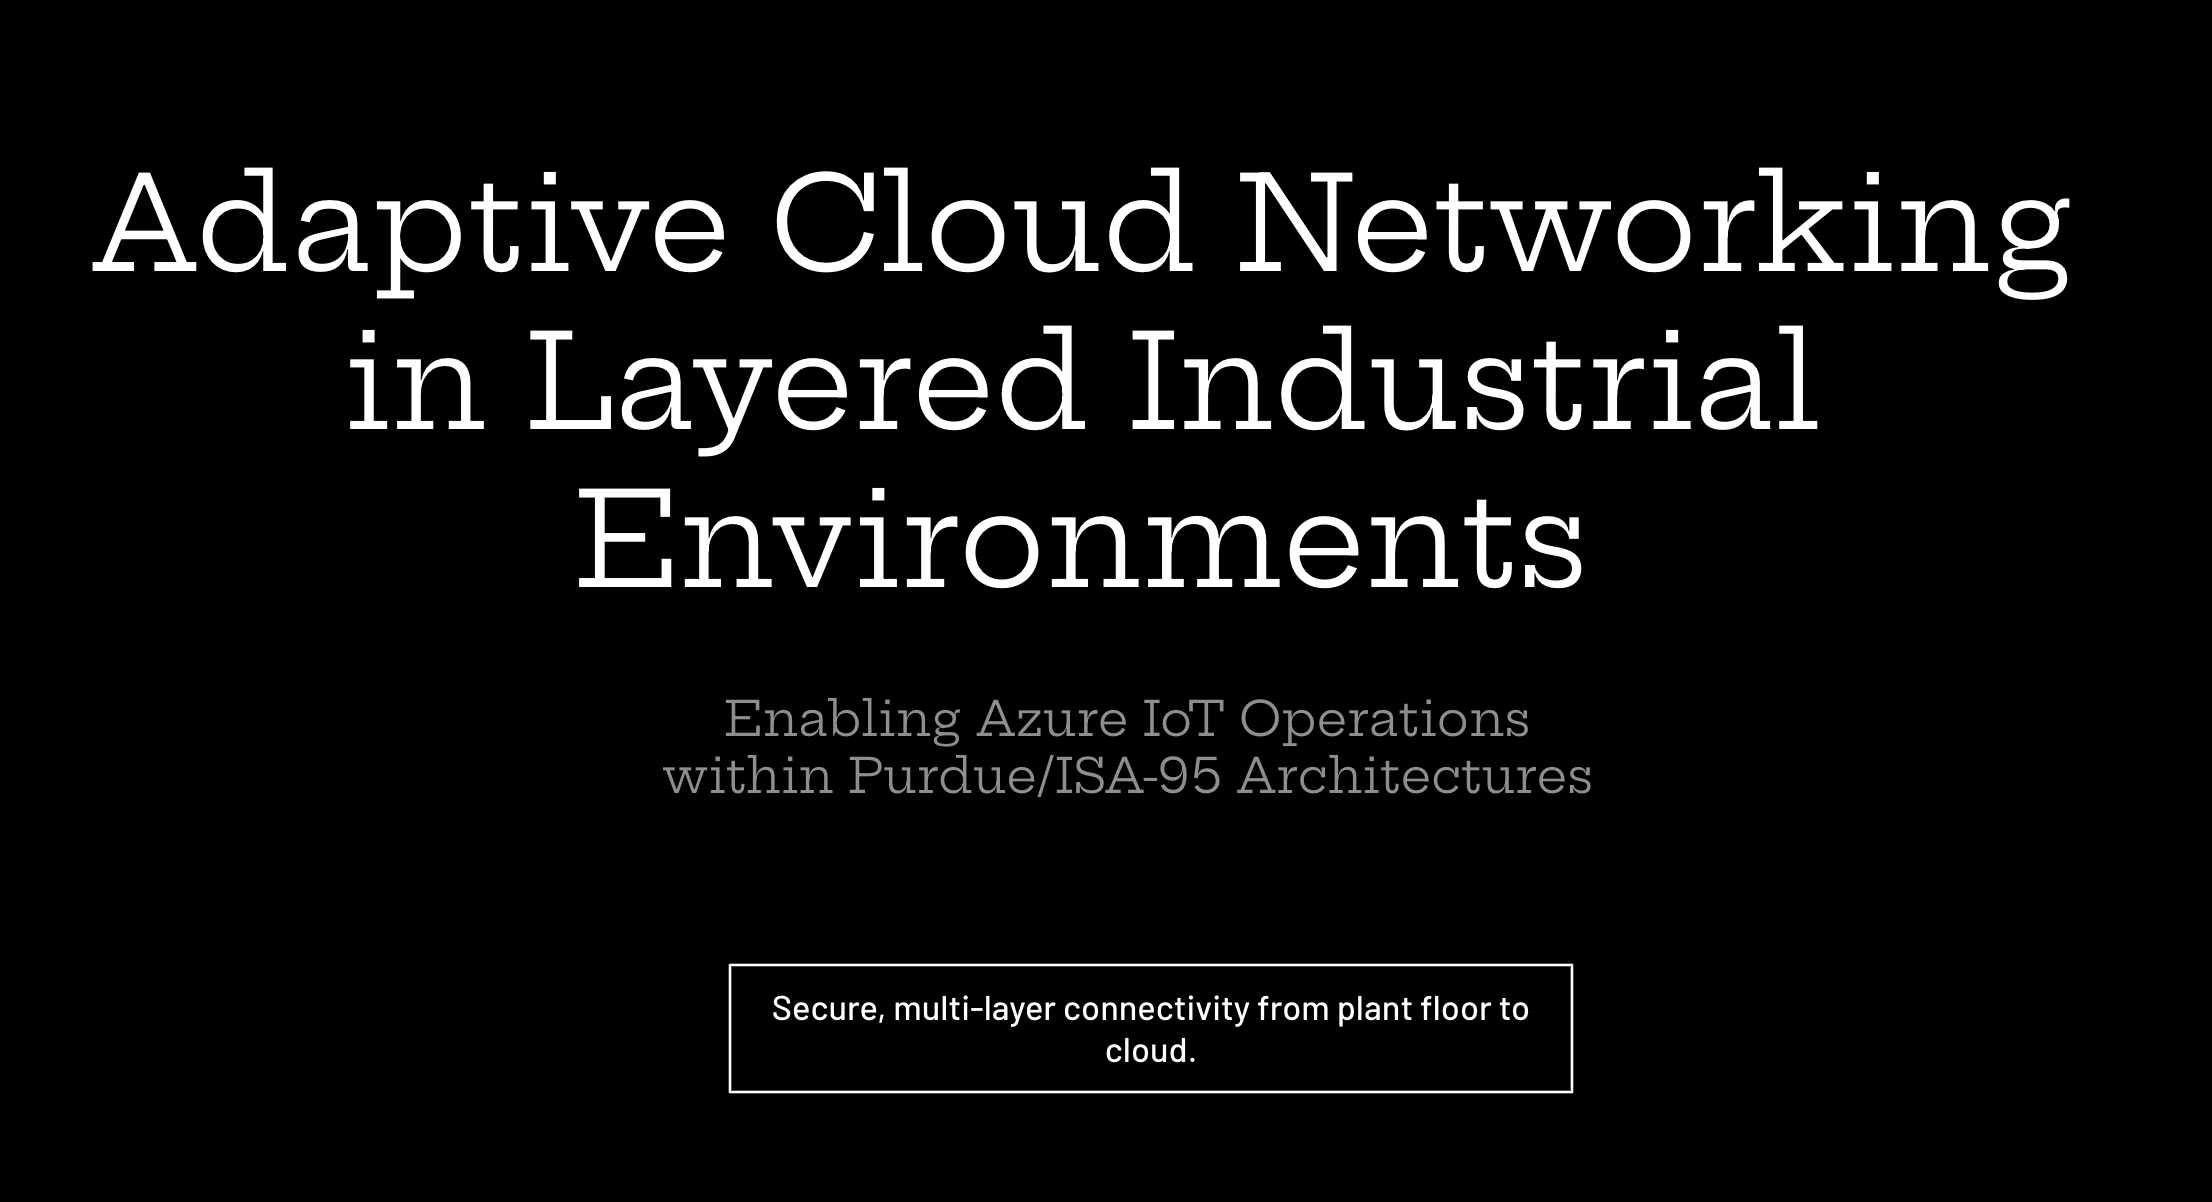 Adaptive Cloud Networking
in Layered Industrial
Environments
Enabling Azure IoT Operations
within Purdue/ISA-95 Architectures
Secure, multi-layer connectivity from plant floor to
cloud.